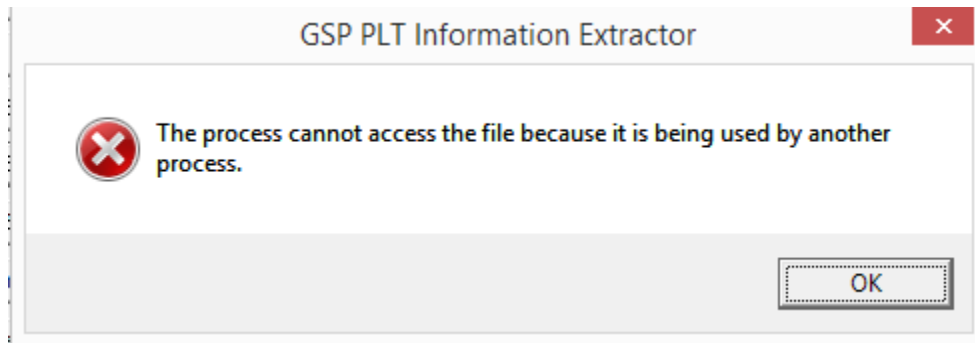 GSP PLT Information Extractor
The process cannot access the file because it is being used by another
process.
OK